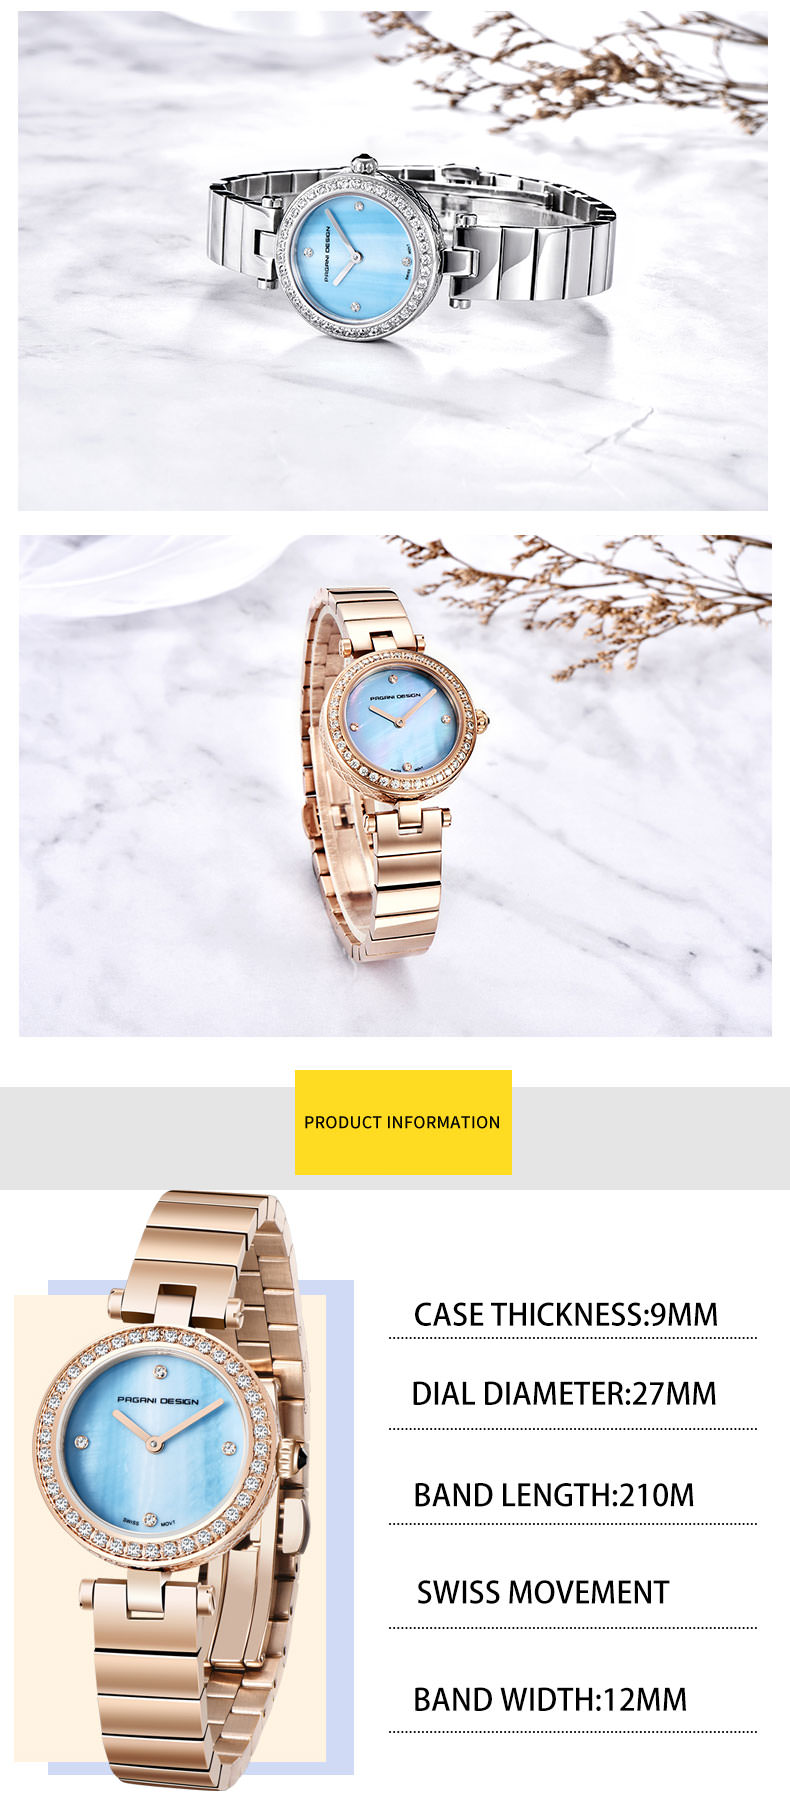 PAGANI DESIGN
SWISS MOVT
PAGANI DESIGN
SWISS MOVT
PRODUCT INFORMATION
PAGANI DESIGN
SWISS MOVT
CASE THICKNESS:9MM
DIAL DIAMETER:27MM
BAND LENGTH:210M
SWISS MOVEMENT
BAND WIDTH:12MM